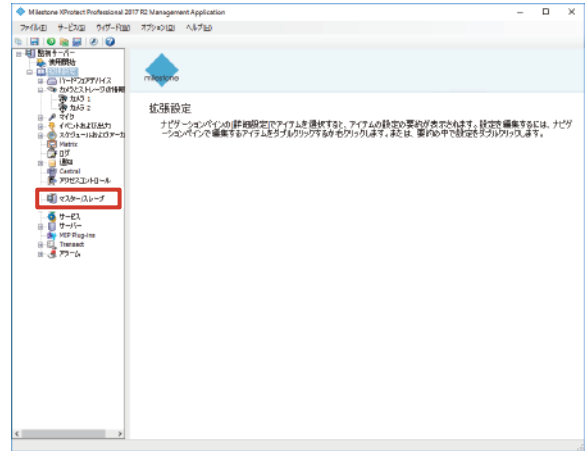 Milestone XProtect Professional 2017 R2 Management Application
ファイル(F) サービス(S) ウィザード(W) オプション(O) ヘルプ(H)
監視サーバー
使用開始
拡張設定
ハードウェアデバイス
カメラとストレージの情報
カメラ 1
カメラ 2
マイク
イベントおよび出力
スケジュールおよびアーカ
Matrix
ログ
通知
Central
アクセスコントロール
マスター/スレーブ
サービス
サーバー
MIP Plug-ins
Transact
アラーム
milestone
拡張設定
ナビゲーションペインの[詳細設定]でアイテムを選択すると、アイテムの設定の要約が表示されます。設定を編集するには、ナビゲ
ーションペインで編集するアイテムをダブルクリックするか右クリックします。または、要約の中で設定をダブルクリックします。